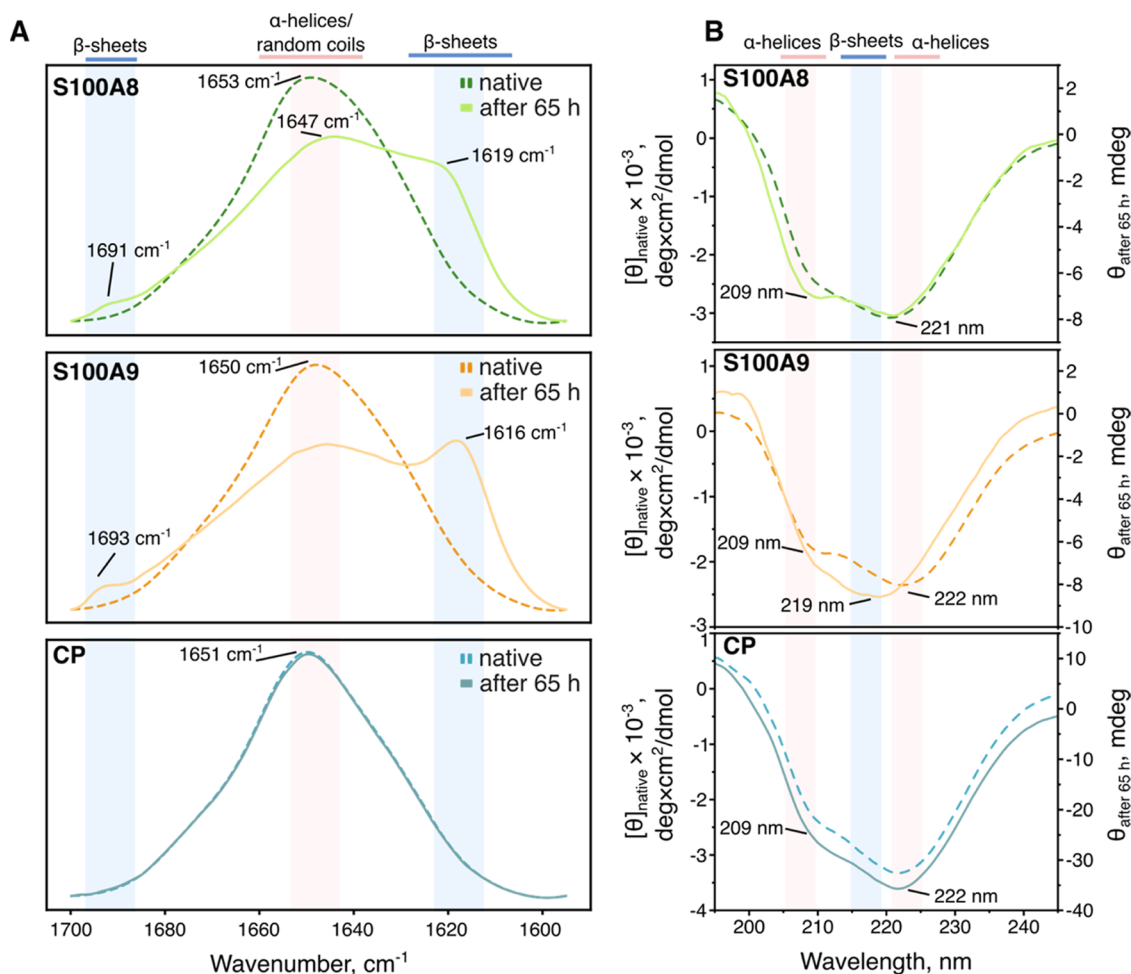 A
β-sheets
α-helices/
random coils
β-sheets
S100A8
1653 cm-1
native
after 65 h
1647 cm-1
1619 cm-1
1691 cm-1
S100A9
1650 cm-1
native
after 65 h
1616 cm-1
1693 cm-1
CP
1651 cm-1
native
after 65 h
1700 1680 1660 1640 1620 1600
Wavenumber, cm-1
B
α-helices
β-sheets
α-helices
S100A8
1
0
-1
-2
-3
[θ]native × 10-3,
deg×cm2/dmol
2
0
-2
-4
-6
-8
θafter 65 h, mdeg
209 nm
221 nm
S100A9
1
0
-1
-2
-3
[θ]native × 10-3,
deg×cm2/dmol
2
0
-2
-4
-6
-8
-10
θafter 65 h, mdeg
209 nm
219 nm
222 nm
CP
0
-1
-2
-3
-4
[θ]native × 10-3,
deg×cm2/dmol
10
0
-10
-20
-30
-40
θafter 65 h, mdeg
209 nm
222 nm
200 210 220 230 240
Wavelength, nm